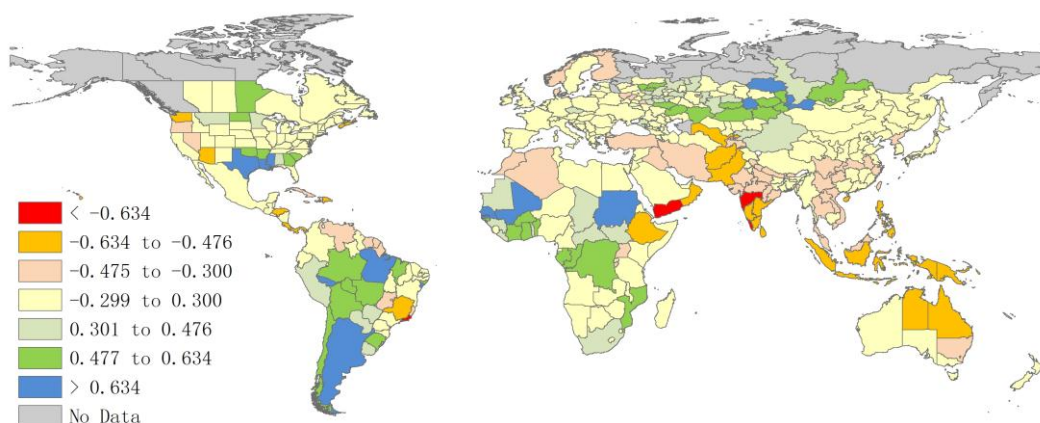 < -0.634
-0.634 to -0.476
-0.475 to -0.300
-0.299 to 0.300
0.301 to 0.476
0.477 to 0.634
> 0.634
No Data